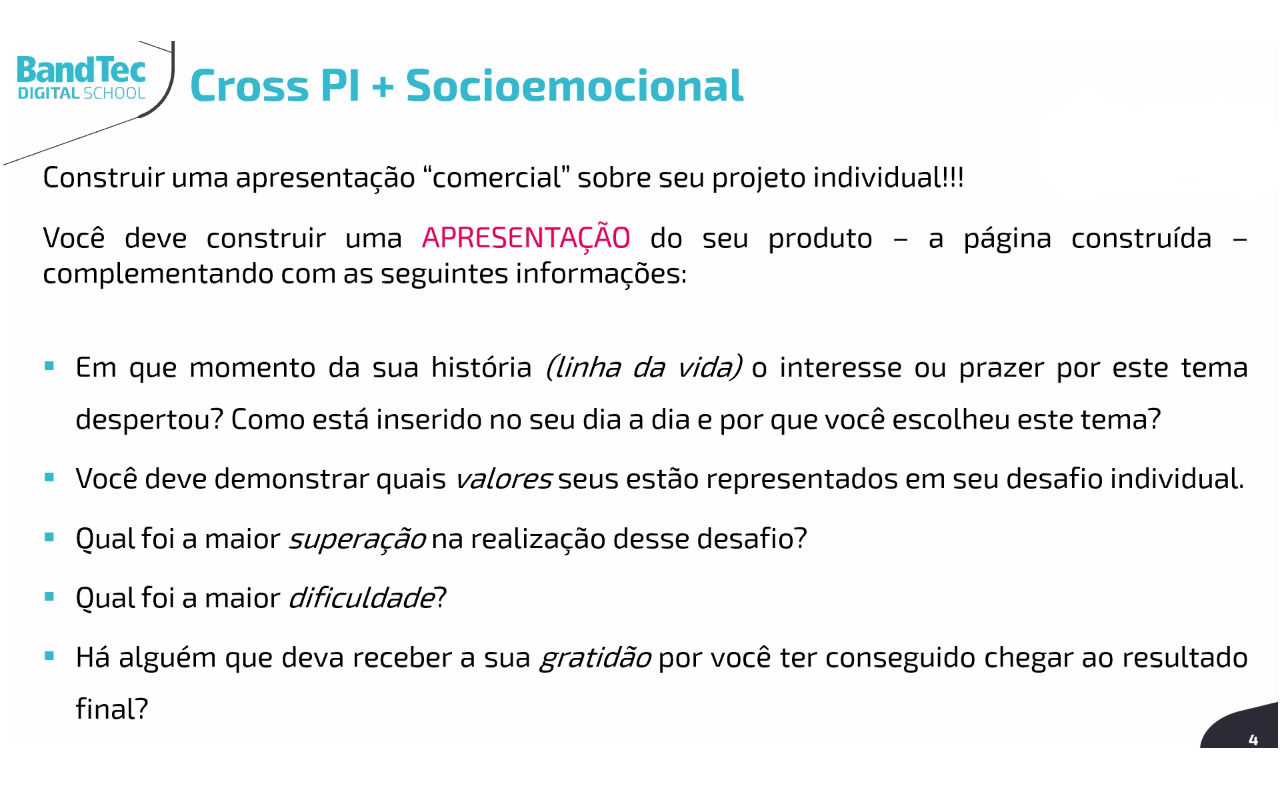 BandTec
DIGITAL SCHOOL
Cross PI + Socioemocional
Construir uma apresentação “comercial” sobre seu projeto individual!!!
Você deve construir uma APRESENTAÇÃO do seu produto – a página construída –
complementando com as seguintes informações:
▪ Em que momento da sua história (linha da vida) o interesse ou prazer por este tema
despertou? Como está inserido no seu dia a dia e por que você escolheu este tema?
▪ Você deve demonstrar quais valores seus estão representados em seu desafio individual.
▪ Qual foi a maior superação na realização desse desafio?
▪ Qual foi a maior dificuldade?
▪ Há alguém que deva receber a sua gratidão por você ter conseguido chegar ao resultado
final?
4